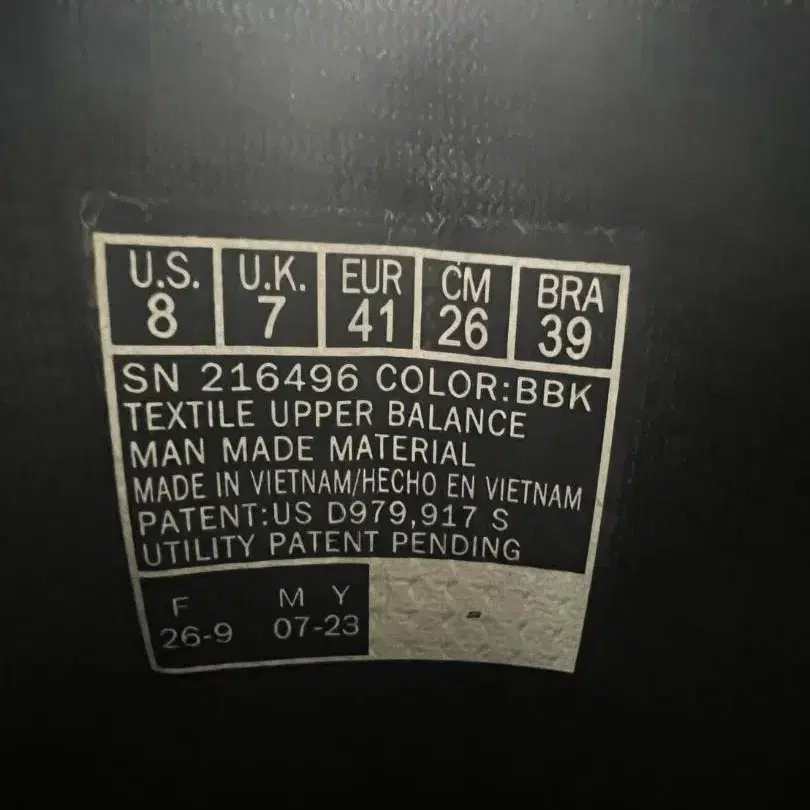 U.S. U.K. EUR CM BRA
8 7 41 26 39
SN 216496 COLOR:BBK
TEXTILE UPPER BALANCE
MAN MADE MATERIAL
MADE IN VIETNAM/HECHO EN VIETNAM
PATENT:US D979,917 S
UTILITY PATENT PENDING
F M Y
26-9 07-23